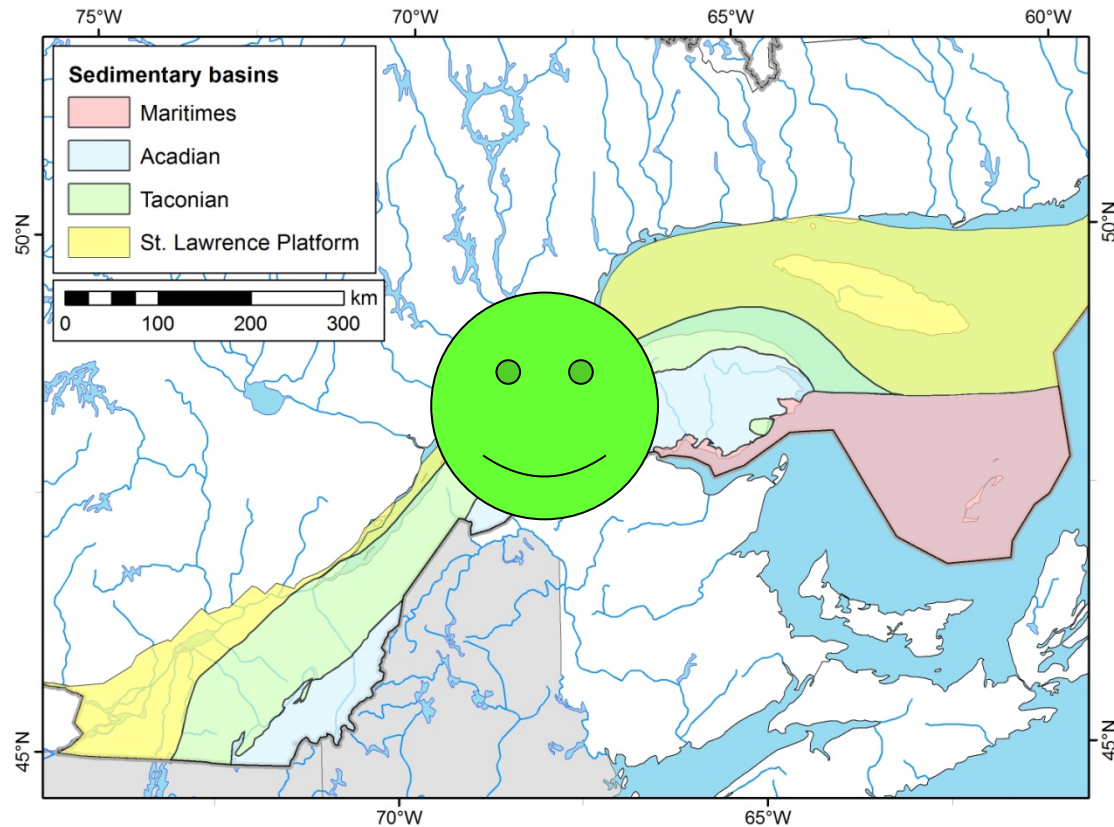 75°W 70°W 65°W 60°W
Sedimentary basins
Maritimes
Acadian
Taconian
St. Lawrence Platform
km
0 100 200 300
50°N
50°N
45°N
45°N
70°W 65°W